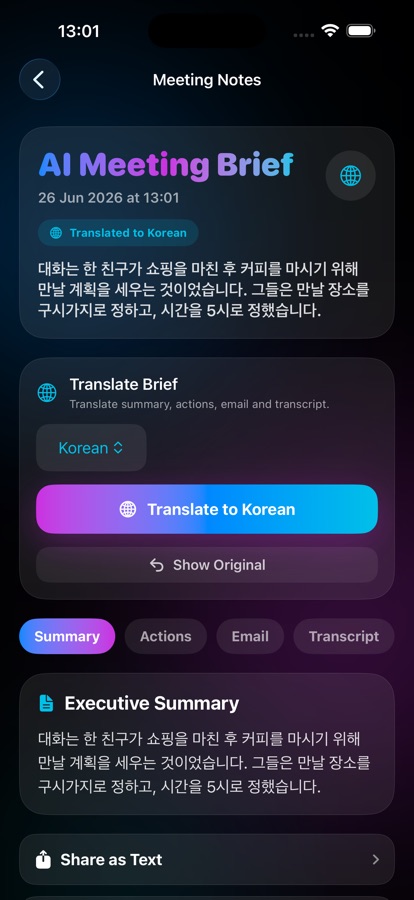 13:01
Meeting Notes
AI Meeting Brief
26 Jun 2026 at 13:01
Translated to Korean
대화는 한 친구가 쇼핑을 마친 후 커피를 마시기 위해
만날 계획을 세우는 것이었습니다. 그들은 만날 장소를
구시가지로 정하고, 시간을 5시로 정했습니다.
Translate Brief
Translate summary, actions, email and transcript.
Korean
Translate to Korean
Show Original
Summary Actions Email Transcript
Executive Summary
대화는 한 친구가 쇼핑을 마친 후 커피를 마시기 위해
만날 계획을 세우는 것이었습니다. 그들은 만날 장소를
구시가지로 정하고, 시간을 5시로 정했습니다.
Share as Text